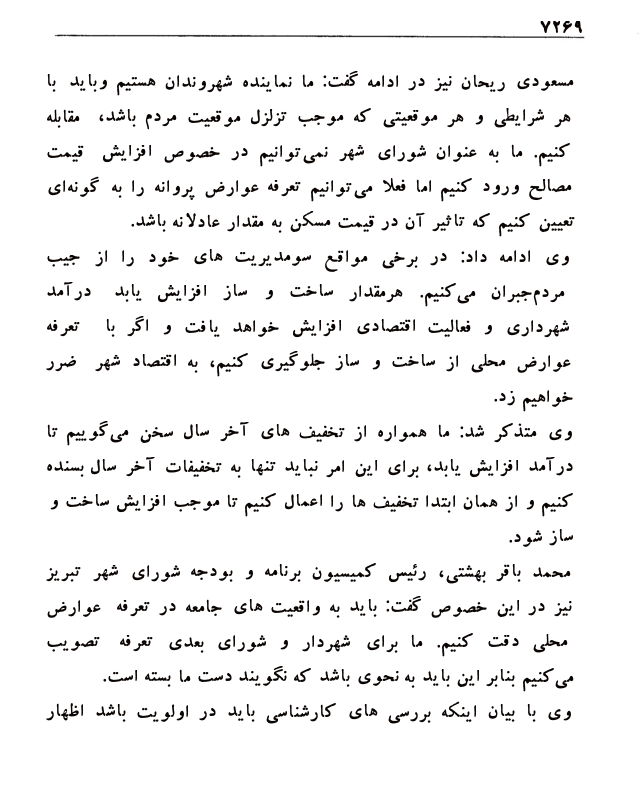 ۷۲۶۹
مسعودی ریحان نیز در ادامه گفت: ما نماینده شهروندان هستیم وباید با
هر شرایطی و هر موقعیتی که موجب تزلزل موقعیت مردم باشد، مقابله
کنیم. ما به عنوان شورای شهر نمی‌توانیم در خصوص افزایش قیمت
مصالح ورود کنیم اما فعلا می‌توانیم تعرفه عوارض پروانه را به گونه‌ای
تعیین کنیم که تاثیر آن در قیمت مسکن به مقدار عادلانه باشد.
وی ادامه داد: در برخی مواقع سومدیریت های خود را از جیب
مردم‌جبران می‌کنیم. هرمقدار ساخت و ساز افزایش یابد درآمد
شهرداری و فعالیت اقتصادی افزایش خواهد یافت و اگر با تعرفه
عوارض محلی از ساخت و ساز جلوگیری کنیم، به اقتصاد شهر ضرر
خواهیم زد.
وی متذکر شد: ما همواره از تخفیف های آخر سال سخن می‌گوییم تا
درآمد افزایش یابد، برای این امر نباید تنها به تخفیفات آخر سال بسنده
کنیم و از همان ابتدا تخفیف ها را اعمال کنیم تا موجب افزایش ساخت و
ساز شود.
محمد باقر بهشتی، رئیس کمیسیون برنامه و بودجه شورای شهر تبریز
نیز در این خصوص گفت: باید به واقعیت های جامعه در تعرفه عوارض
محلی دقت کنیم. ما برای شهردار و شورای بعدی تعرفه تصویب
می‌کنیم بنابر این باید به نحوی باشد که نگویند دست ما بسته است.
وی با بیان اینکه بررسی های کارشناسی باید در اولویت باشد اظهار